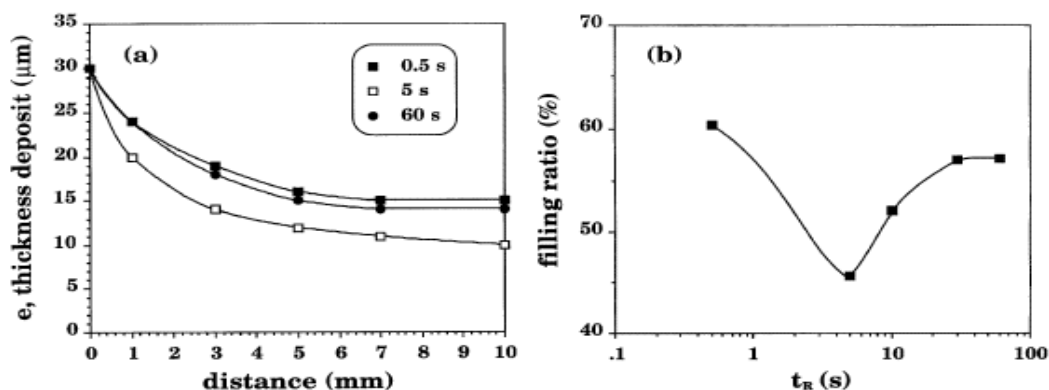 35
30
25
20
15
10
5
0
e, thickness deposit (μm)
(a)
0.5 s
5 s
60 s
0 1 2 3 4 5 6 7 8 9 10
distance (mm)
70
60
50
40
filling ratio (%)
(b)
.1 1 10 100
t_R (s)